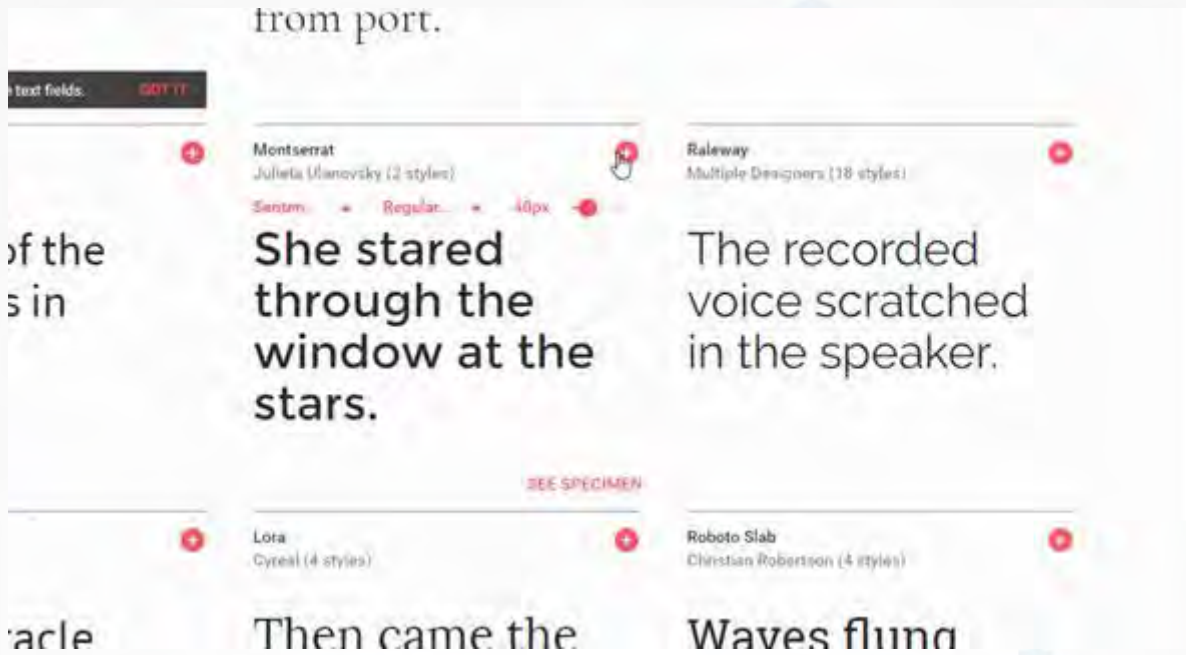 from port.
text fields. GOT IT
Montserrat
Julieta Ulanovsky (2 styles)
Senten... Regular... 40px
She stared
through the
window at the
stars.
SEE SPECIMEN
Raleway
Multiple Designers (18 styles)
The recorded
voice scratched
in the speaker.
of the
s in
Lora
Cyreal (4 styles)
Then came the
Roboto Slab
Christian Robertson (4 styles)
Waves flung
racle